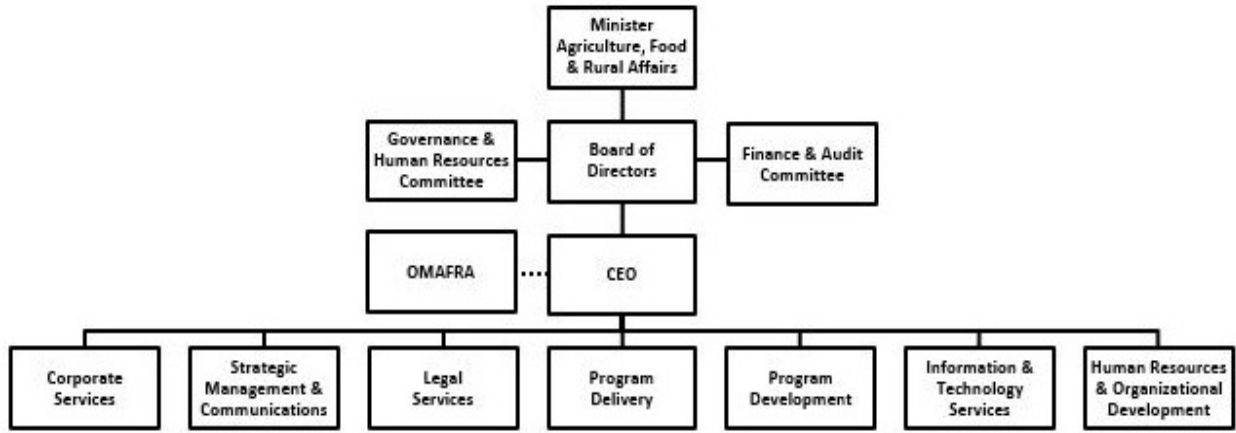 Minister
Agriculture, Food
& Rural Affairs
Governance &
Human Resources
Committee
Board of
Directors
Finance & Audit
Committee
OMAFRA
CEO
Corporate
Services
Strategic
Management &
Communications
Legal
Services
Program
Delivery
Program
Development
Information &
Technology
Services
Human Resources
& Organizational
Development